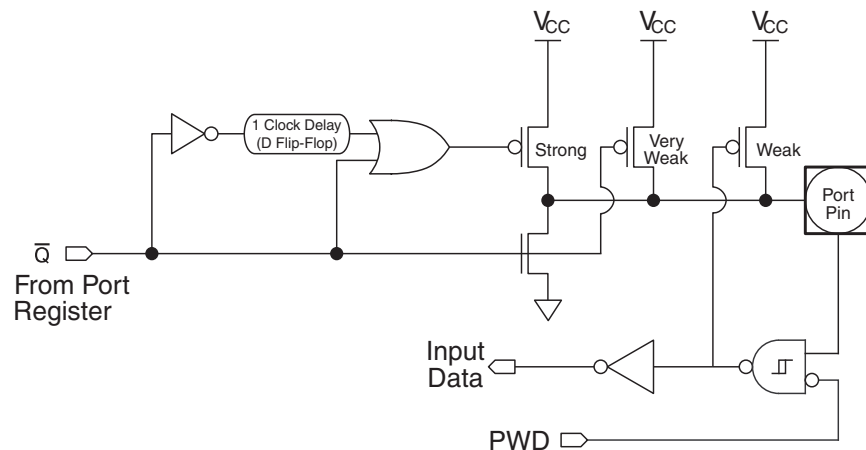 VCC
VCC
VCC
1 Clock Delay
(D Flip-Flop)
Strong
Very
Weak
Weak
Port
Pin
Q̅
From Port
Register
Input
Data
PWD